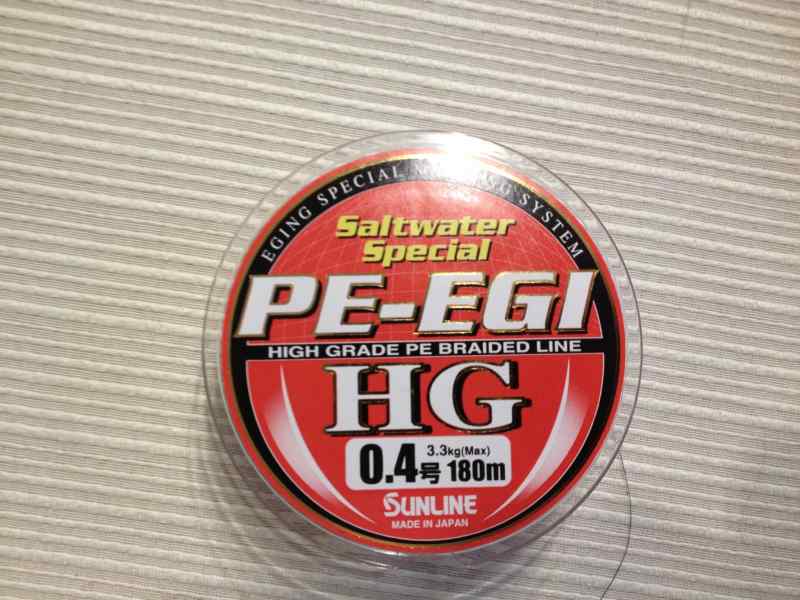 EGING SPECIAL MARKING SYSTEM
Saltwater
Special
PE-EGI
HIGH GRADE PE BRAIDED LINE
HG
3.3kg(Max)
0.4号 180m
SUNLINE
MADE IN JAPAN